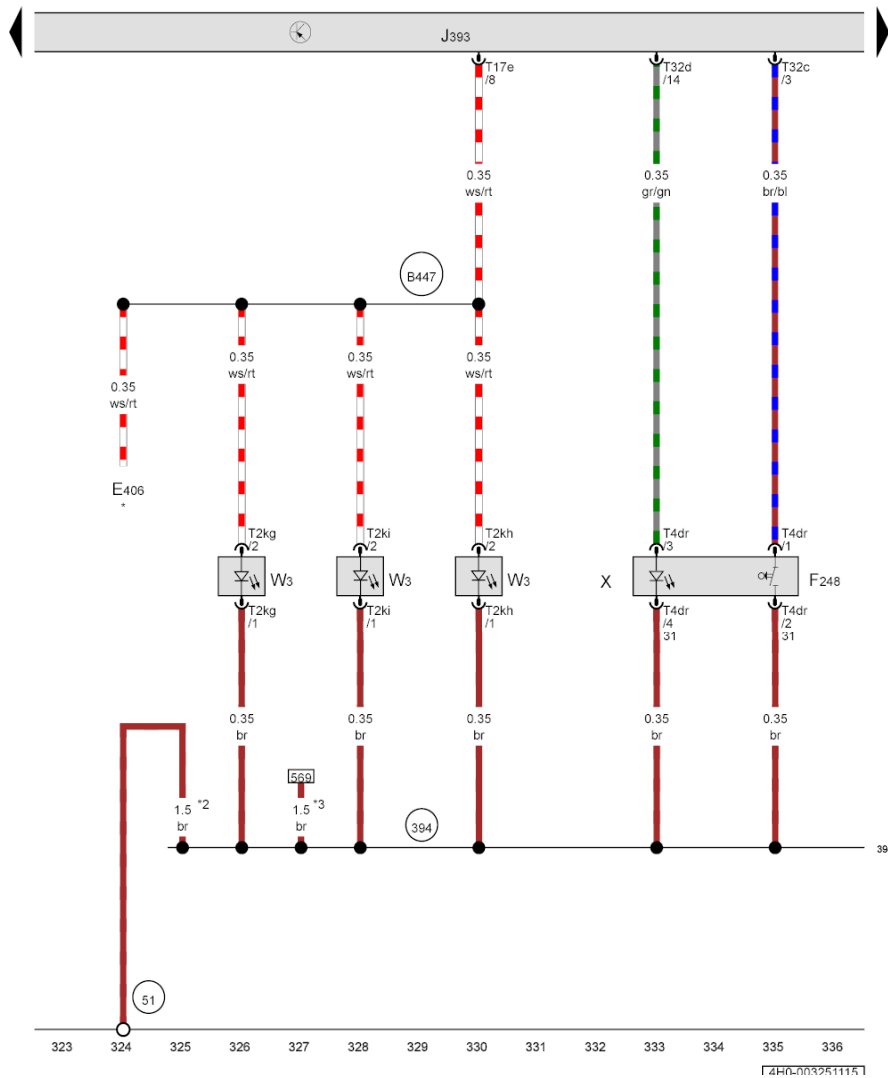 J393
T17e
/8
T32d
/14
T32c
/3
0.35
ws/rt
0.35
gr/gn
0.35
br/bl
B447
0.35
ws/rt
0.35
ws/rt
0.35
ws/rt
0.35
ws/rt
E406
*
T2kg
/2
T2ki
/2
T2kh
/2
T4dr
/3
T4dr
/1
W3
W3
W3
X
F248
T2kg
/1
T2ki
/1
T2kh
/1
T4dr
/4
31
T4dr
/2
31
0.35
br
0.35
br
0.35
br
0.35
br
0.35
br
569
1.5 *2
br
1.5 *3
br
394
39
51
323 324 325 326 327 328 329 330 331 332 333 334 335 336
4H0-003251115